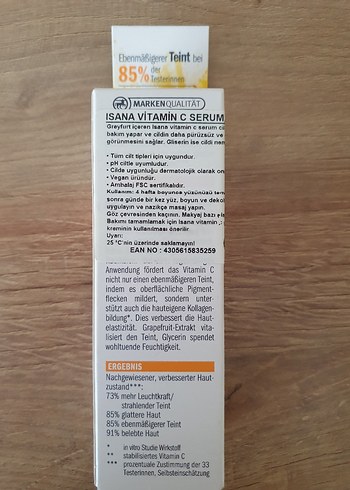 Ebenmäßigerer Teint bei
85% der
Testerinnen
MARKENQUALITÄT
ISANA VİTAMİN C SERUM
Greyfurt içeren Isana vitamin c serum cil
bakım yapar ve cildin daha pürüzsüz ve
görünmesini sağlar. Gliserin ise cildi nem
• Tüm cilt tipleri için uygundur.
• pH ciltle uyumludur.
• Cilde uygunluğu dermatolojik olarak on
• Vegan üründür.
• Ambalaj FSC sertifikalıdır.
Kullanım: 4 hafta boyunca yüzünüzü tem
sonra günde bir kez yüz, boyun ve dekol
uygulayın ve nazikçe masaj yapın.
Göz çevresinden kaçının. Makyaj bazı
Bakımı tamamlamak için Isana vitamin
kreminin kullanılması önerilir.
Uyarı:
25 °C'nin üzerinde saklamayın!
EAN NO : 4305615835259
Anwendung fördert das Vitamin C
nicht nur einen ebenmäßigeren Teint,
indem es oberflächliche Pigment-
flecken mildert, sondern unter-
stützt auch die hauteigene Kollagen-
bildung*. Dies verbessert die Haut-
elastizität. Grapefruit-Extrakt vita-
lisiert den Teint, Glycerin spendet
wohltuende Feuchtigkeit.
ERGEBNIS
Nachgewiesener, verbesserter Haut-
zustand***:
73% mehr Leuchtkraft/
strahlender Teint
85% glattere Haut
85% ebenmäßigerer Teint
91% belebte Haut
* in vitro Studie Wirkstoff
** stabilisiertes Vitamin C
*** prozentuale Zustimmung der 33
Testerinnen, Selbsteinschätzung